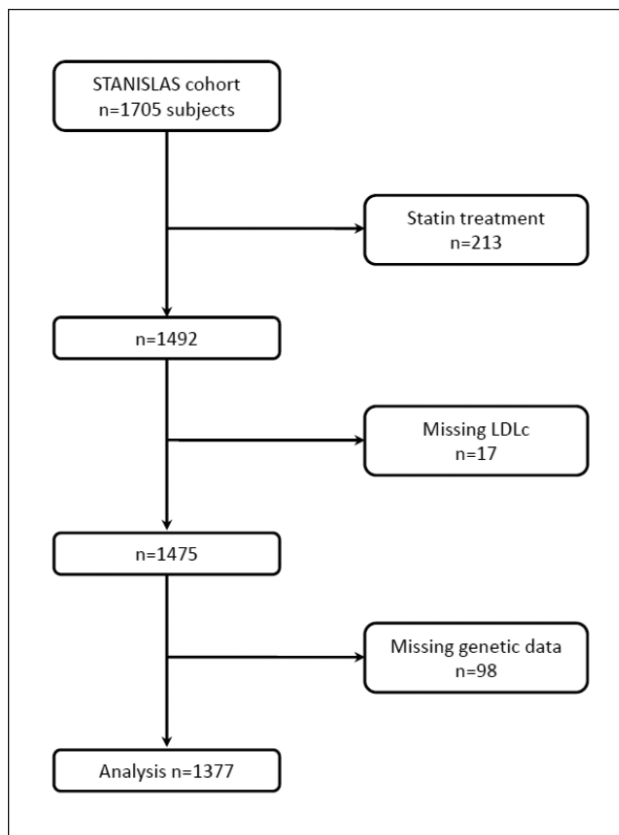 STANISLAS cohort
n=1705 subjects
Statin treatment
n=213
n=1492
Missing LDLc
n=17
n=1475
Missing genetic data
n=98
Analysis n=1377